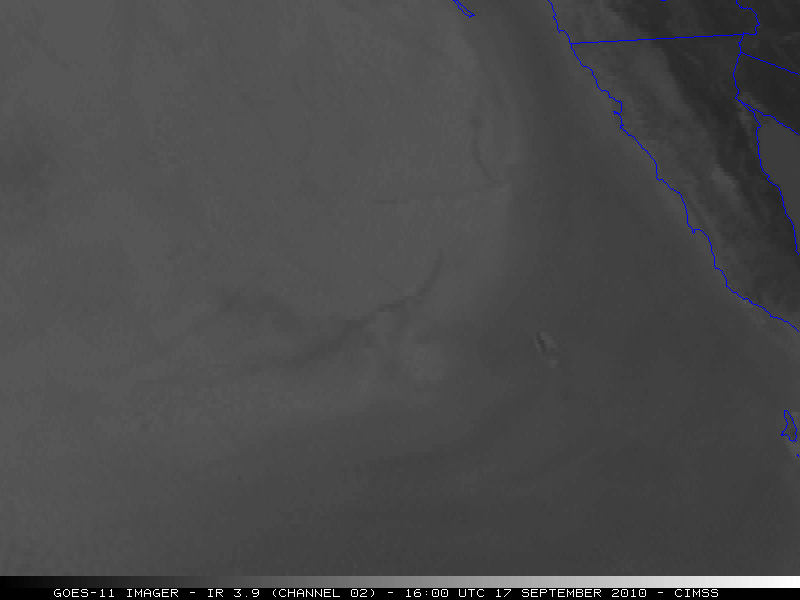 GOES-11 IMAGER - IR 3.9 (CHANNEL 02) - 16:00 UTC 17 SEPTEMBER 2010 - CIMSS